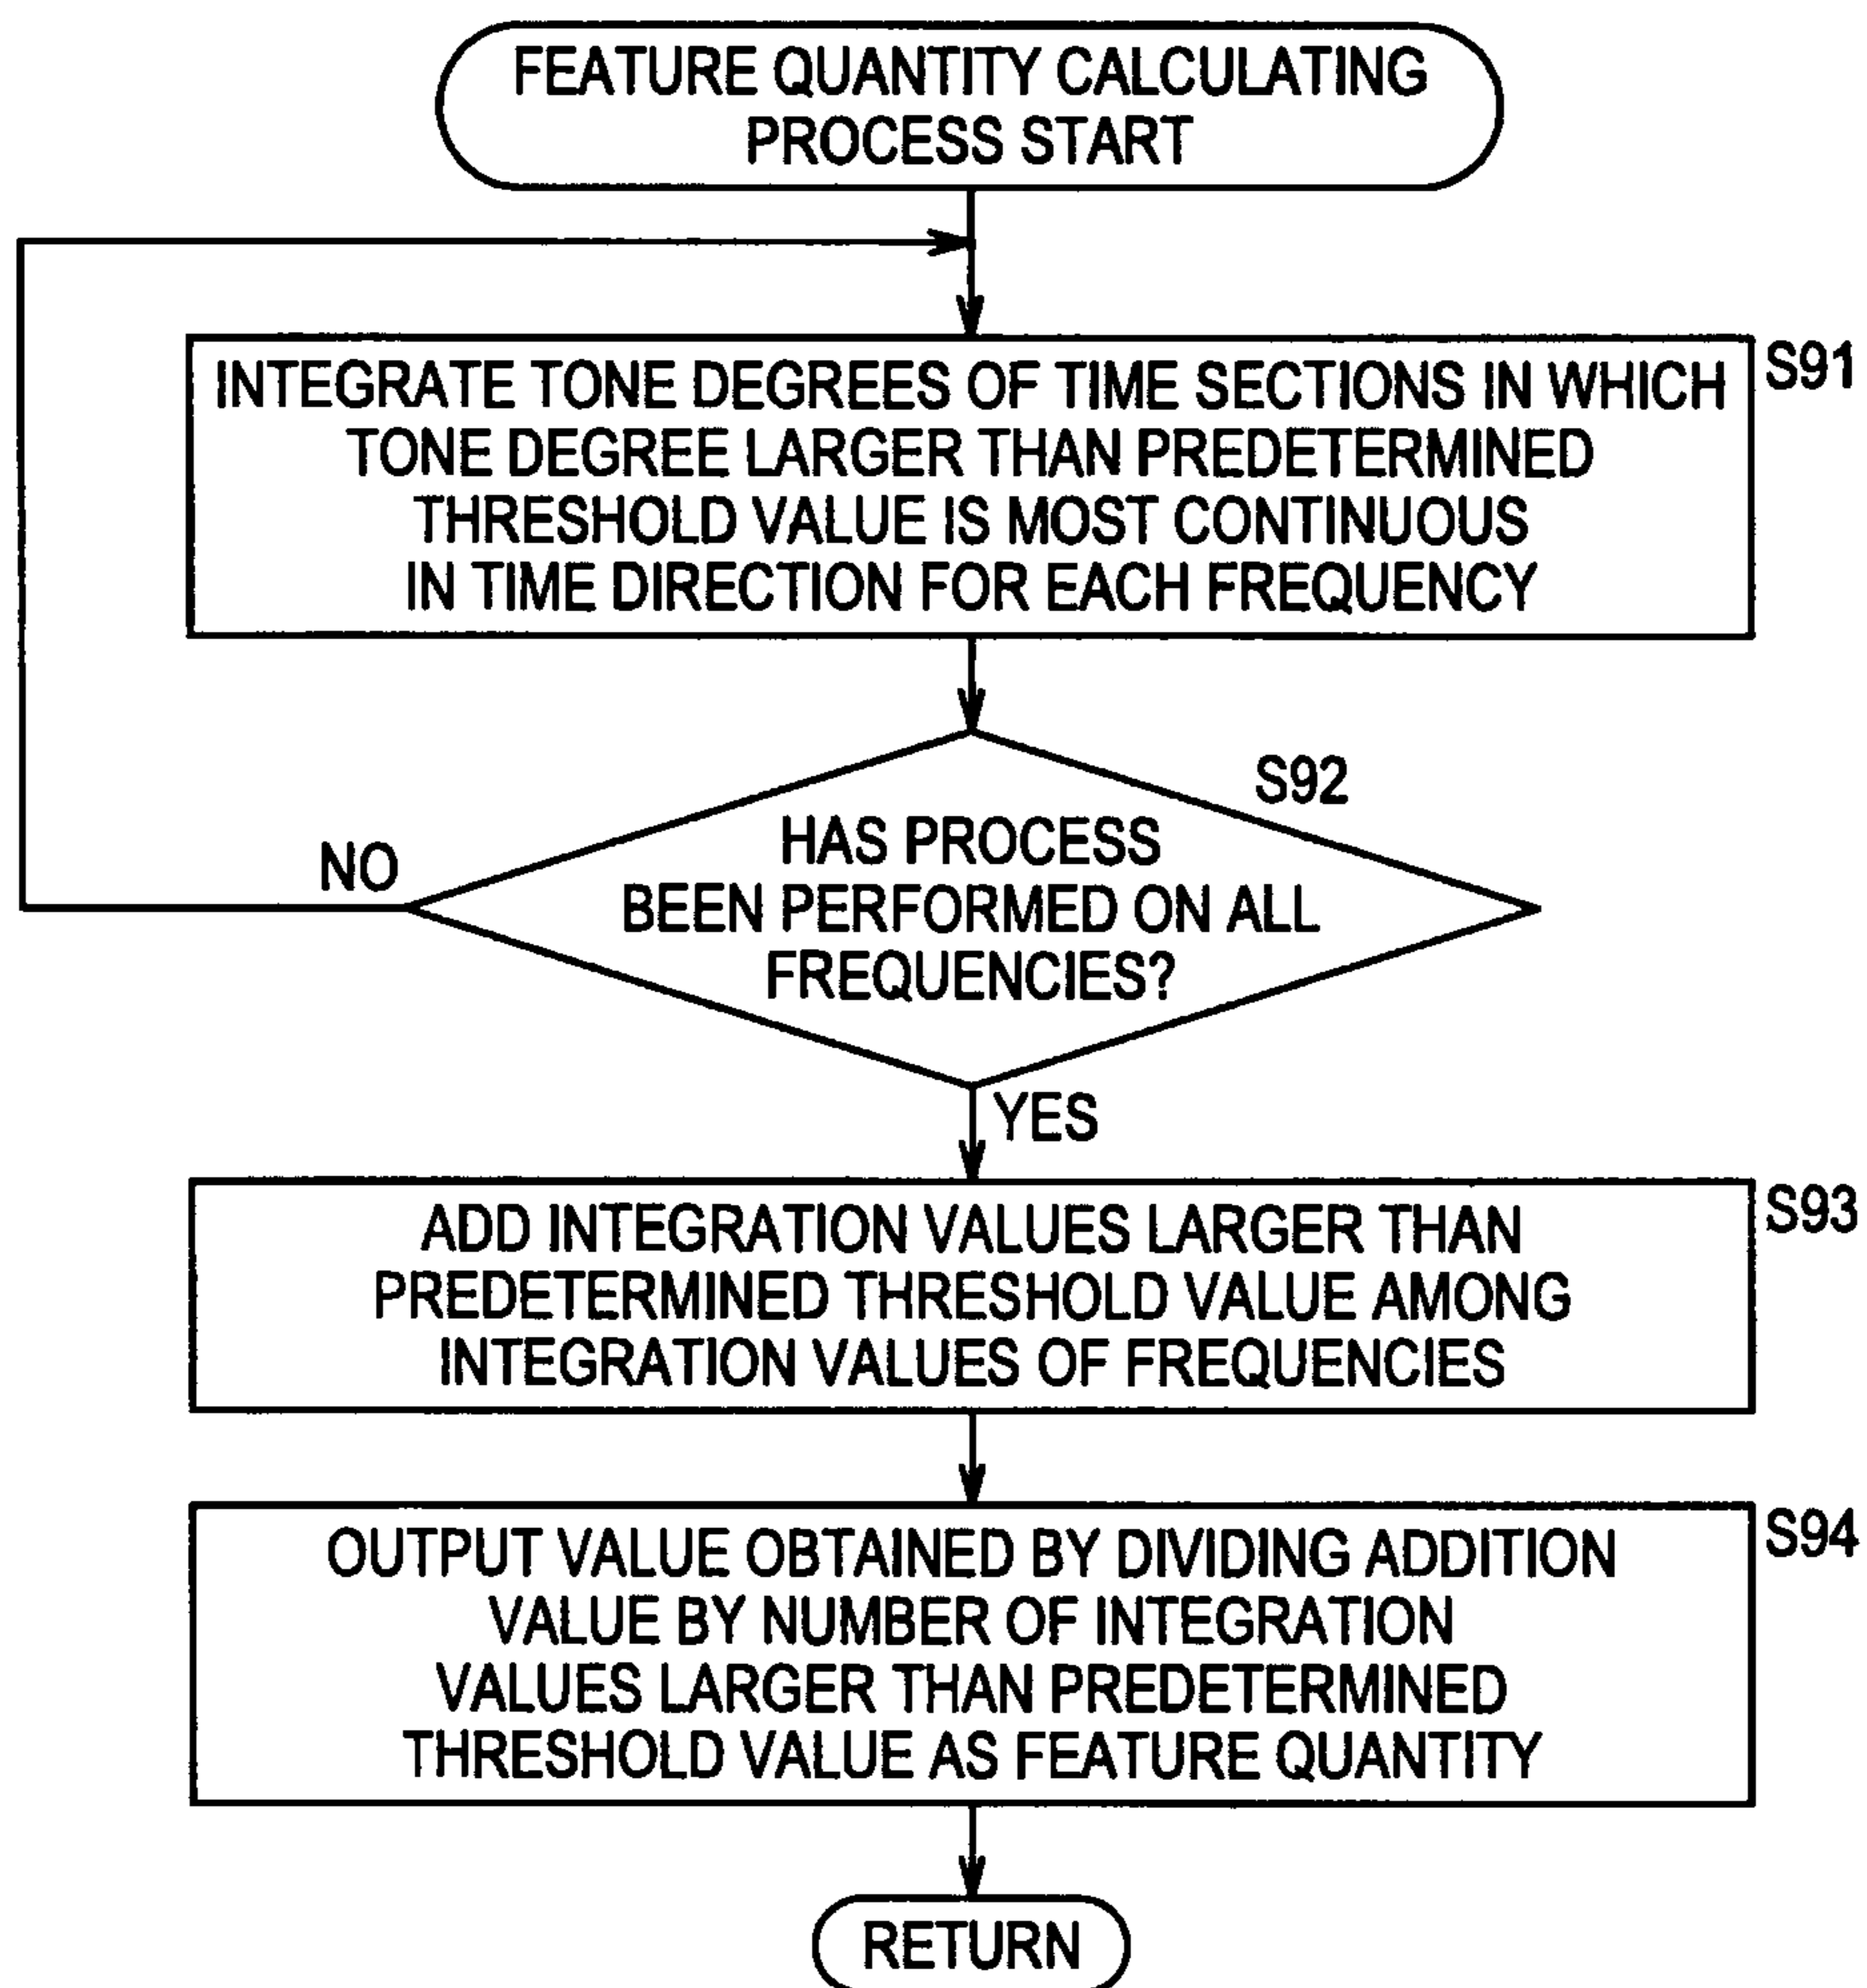 FEATURE QUANTITY CALCULATING
PROCESS START
INTEGRATE TONE DEGREES OF TIME SECTIONS IN WHICH
TONE DEGREE LARGER THAN PREDETERMINED
THRESHOLD VALUE IS MOST CONTINUOUS
IN TIME DIRECTION FOR EACH FREQUENCY
S91
S92
HAS PROCESS
BEEN PERFORMED ON ALL
FREQUENCIES?
NO
YES
ADD INTEGRATION VALUES LARGER THAN
PREDETERMINED THRESHOLD VALUE AMONG
INTEGRATION VALUES OF FREQUENCIES
S93
OUTPUT VALUE OBTAINED BY DIVIDING ADDITION
VALUE BY NUMBER OF INTEGRATION
VALUES LARGER THAN PREDETERMINED
THRESHOLD VALUE AS FEATURE QUANTITY
S94
RETURN